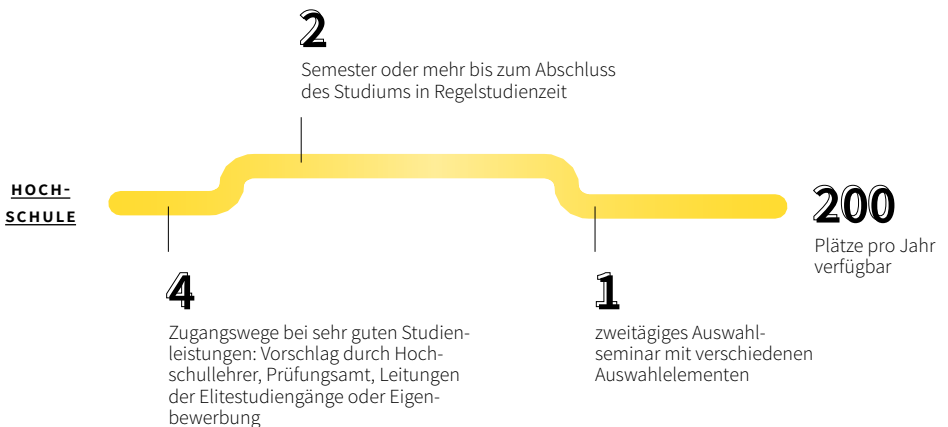 HOCH-
SCHULE
4
Zugangswege bei sehr guten Studien-
leistungen: Vorschlag durch Hoch-
schullehrer, Prüfungsamt, Leitungen
der Elitestudiengänge oder Eigen-
bewerbung
2
Semester oder mehr bis zum Abschluss
des Studiums in Regelstudienzeit
1
zweitägiges Auswahl-
seminar mit verschiedenen
Auswahlelementen
200
Plätze pro Jahr
verfügbar